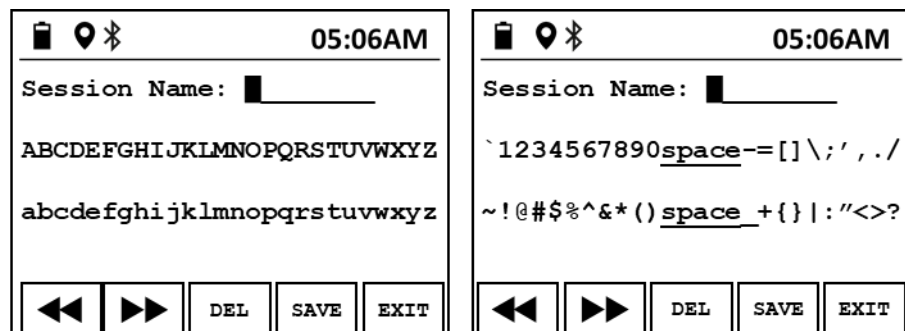 05:06AM
Session Name:
ABCDEFGHIJKLMNOPQRSTUVWXYZ
abcdefghijklmnopqrstuvwxyz
DEL SAVE EXIT
05:06AM
Session Name:
`1234567890space-=[]\;′,./
~!@#$%^&*()space_+{}|:″<>?
DEL SAVE EXIT